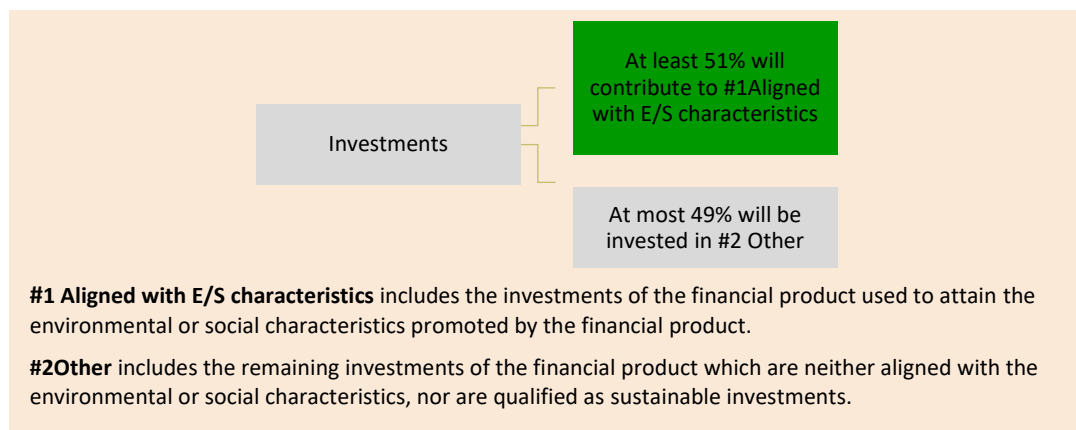 At least 51% will
contribute to #1Aligned
with E/S characteristics
Investments
At most 49% will be
invested in #2 Other
#1 Aligned with E/S characteristics includes the investments of the financial product used to attain the
environmental or social characteristics promoted by the financial product.
#2Other includes the remaining investments of the financial product which are neither aligned with the
environmental or social characteristics, nor are qualified as sustainable investments.